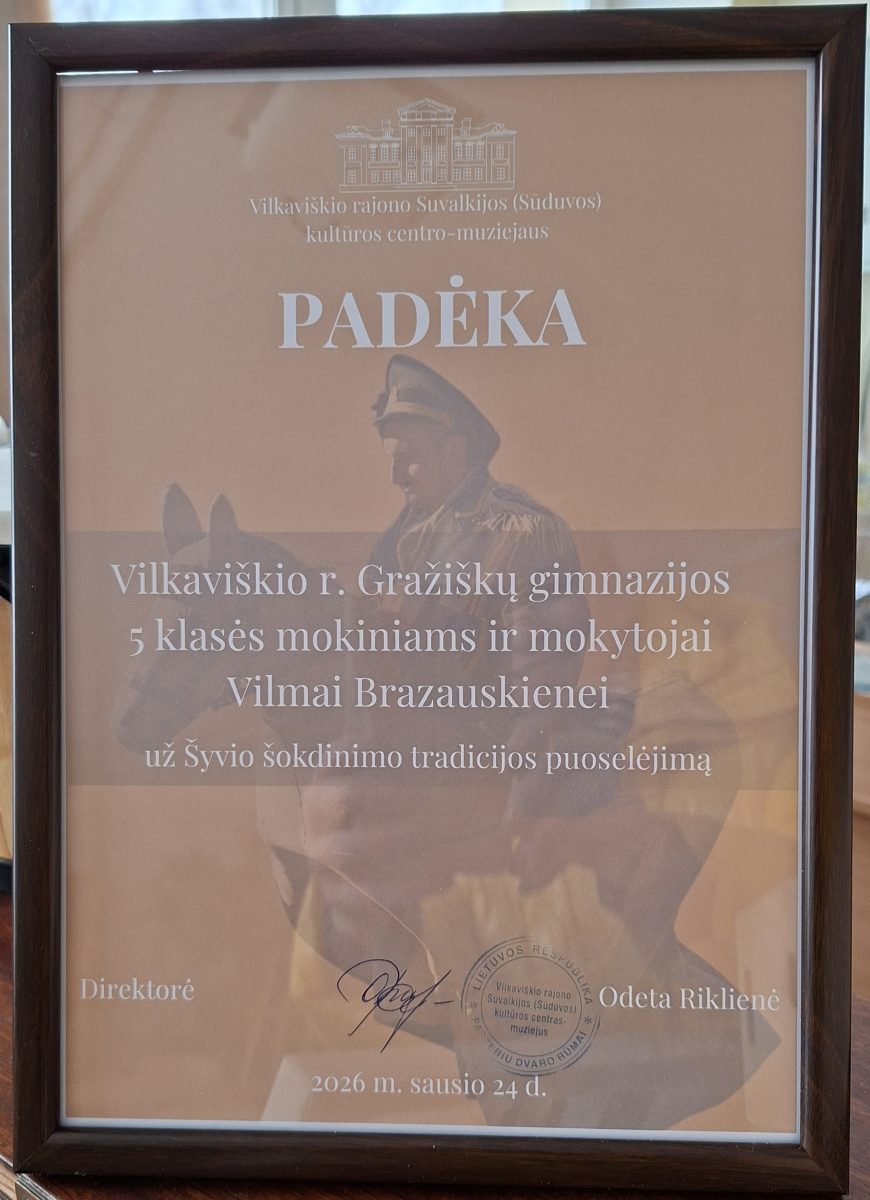 Vilkaviškio rajono Suvalkijos (Sūduvos)
kultūros centro-muziejaus
PADĖKA
Vilkaviškio r. Gražiškų gimnazijos
5 klasės mokiniams ir mokytojai
Vilmai Brazauskienei
už Šyvio šokdinimo tradicijos puoselėjimą
Direktorė
LIETUVOS RESPUBLIKA
Vilkaviškio rajono
Suvalkijos (Sūduvos)
kultūros centras-
muziejus
DVARO RŪMAI
Odeta Riklienė
2026 m. sausio 24 d.